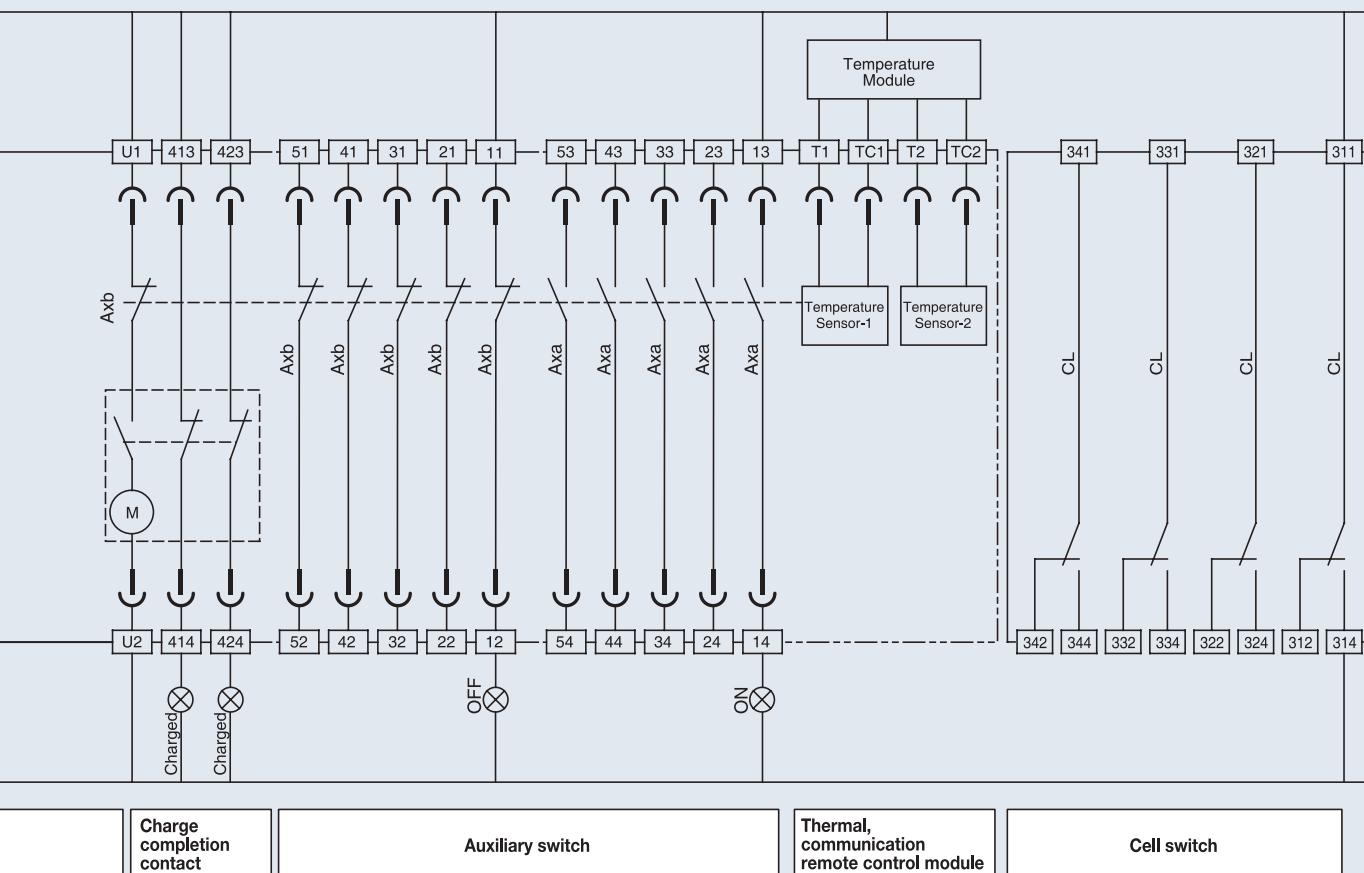 Temperature
Module
U1 413 423 51 41 31 21 11 53 43 33 23 13 T1 TC1 T2 TC2 341 331 321 311
Axb
Temperature
Sensor-1
Temperature
Sensor-2
Axb Axb Axb Axb Axb Axa Axa Axa Axa Axa CL CL CL CL
M
U2 414 424 52 42 32 22 12 54 44 34 24 14 342 344 332 334 322 324 312 314
OFF ON
Charged Charged
Charge
completion
contact
Auxiliary switch
Thermal,
communication
remote control module
Cell switch